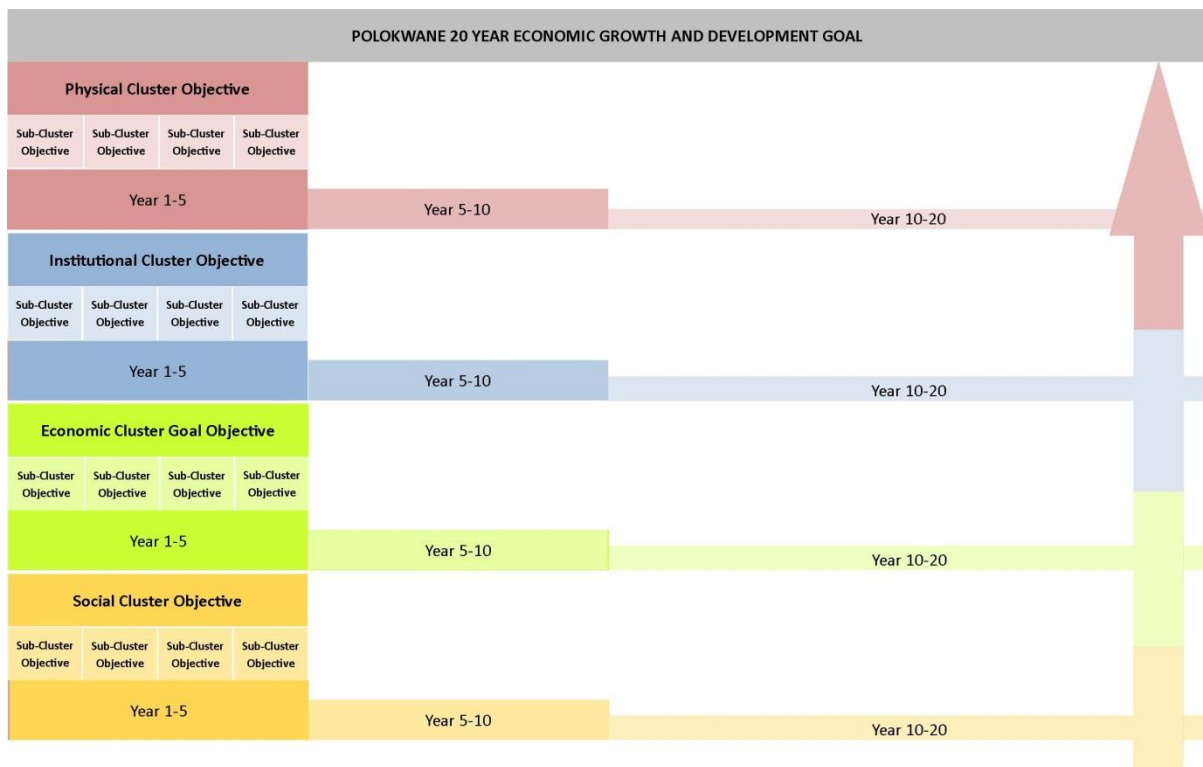 POLOKWANE 20 YEAR ECONOMIC GROWTH AND DEVELOPMENT GOAL
Physical Cluster Objective
Sub-Cluster Objective
Sub-Cluster Objective
Sub-Cluster Objective
Sub-Cluster Objective
Year 1-5
Year 5-10
Year 10-20
Institutional Cluster Objective
Sub-Cluster Objective
Sub-Cluster Objective
Sub-Cluster Objective
Sub-Cluster Objective
Year 1-5
Year 5-10
Year 10-20
Economic Cluster Goal Objective
Sub-Cluster Objective
Sub-Cluster Objective
Sub-Cluster Objective
Sub-Cluster Objective
Year 1-5
Year 5-10
Year 10-20
Social Cluster Objective
Sub-Cluster Objective
Sub-Cluster Objective
Sub-Cluster Objective
Sub-Cluster Objective
Year 1-5
Year 5-10
Year 10-20